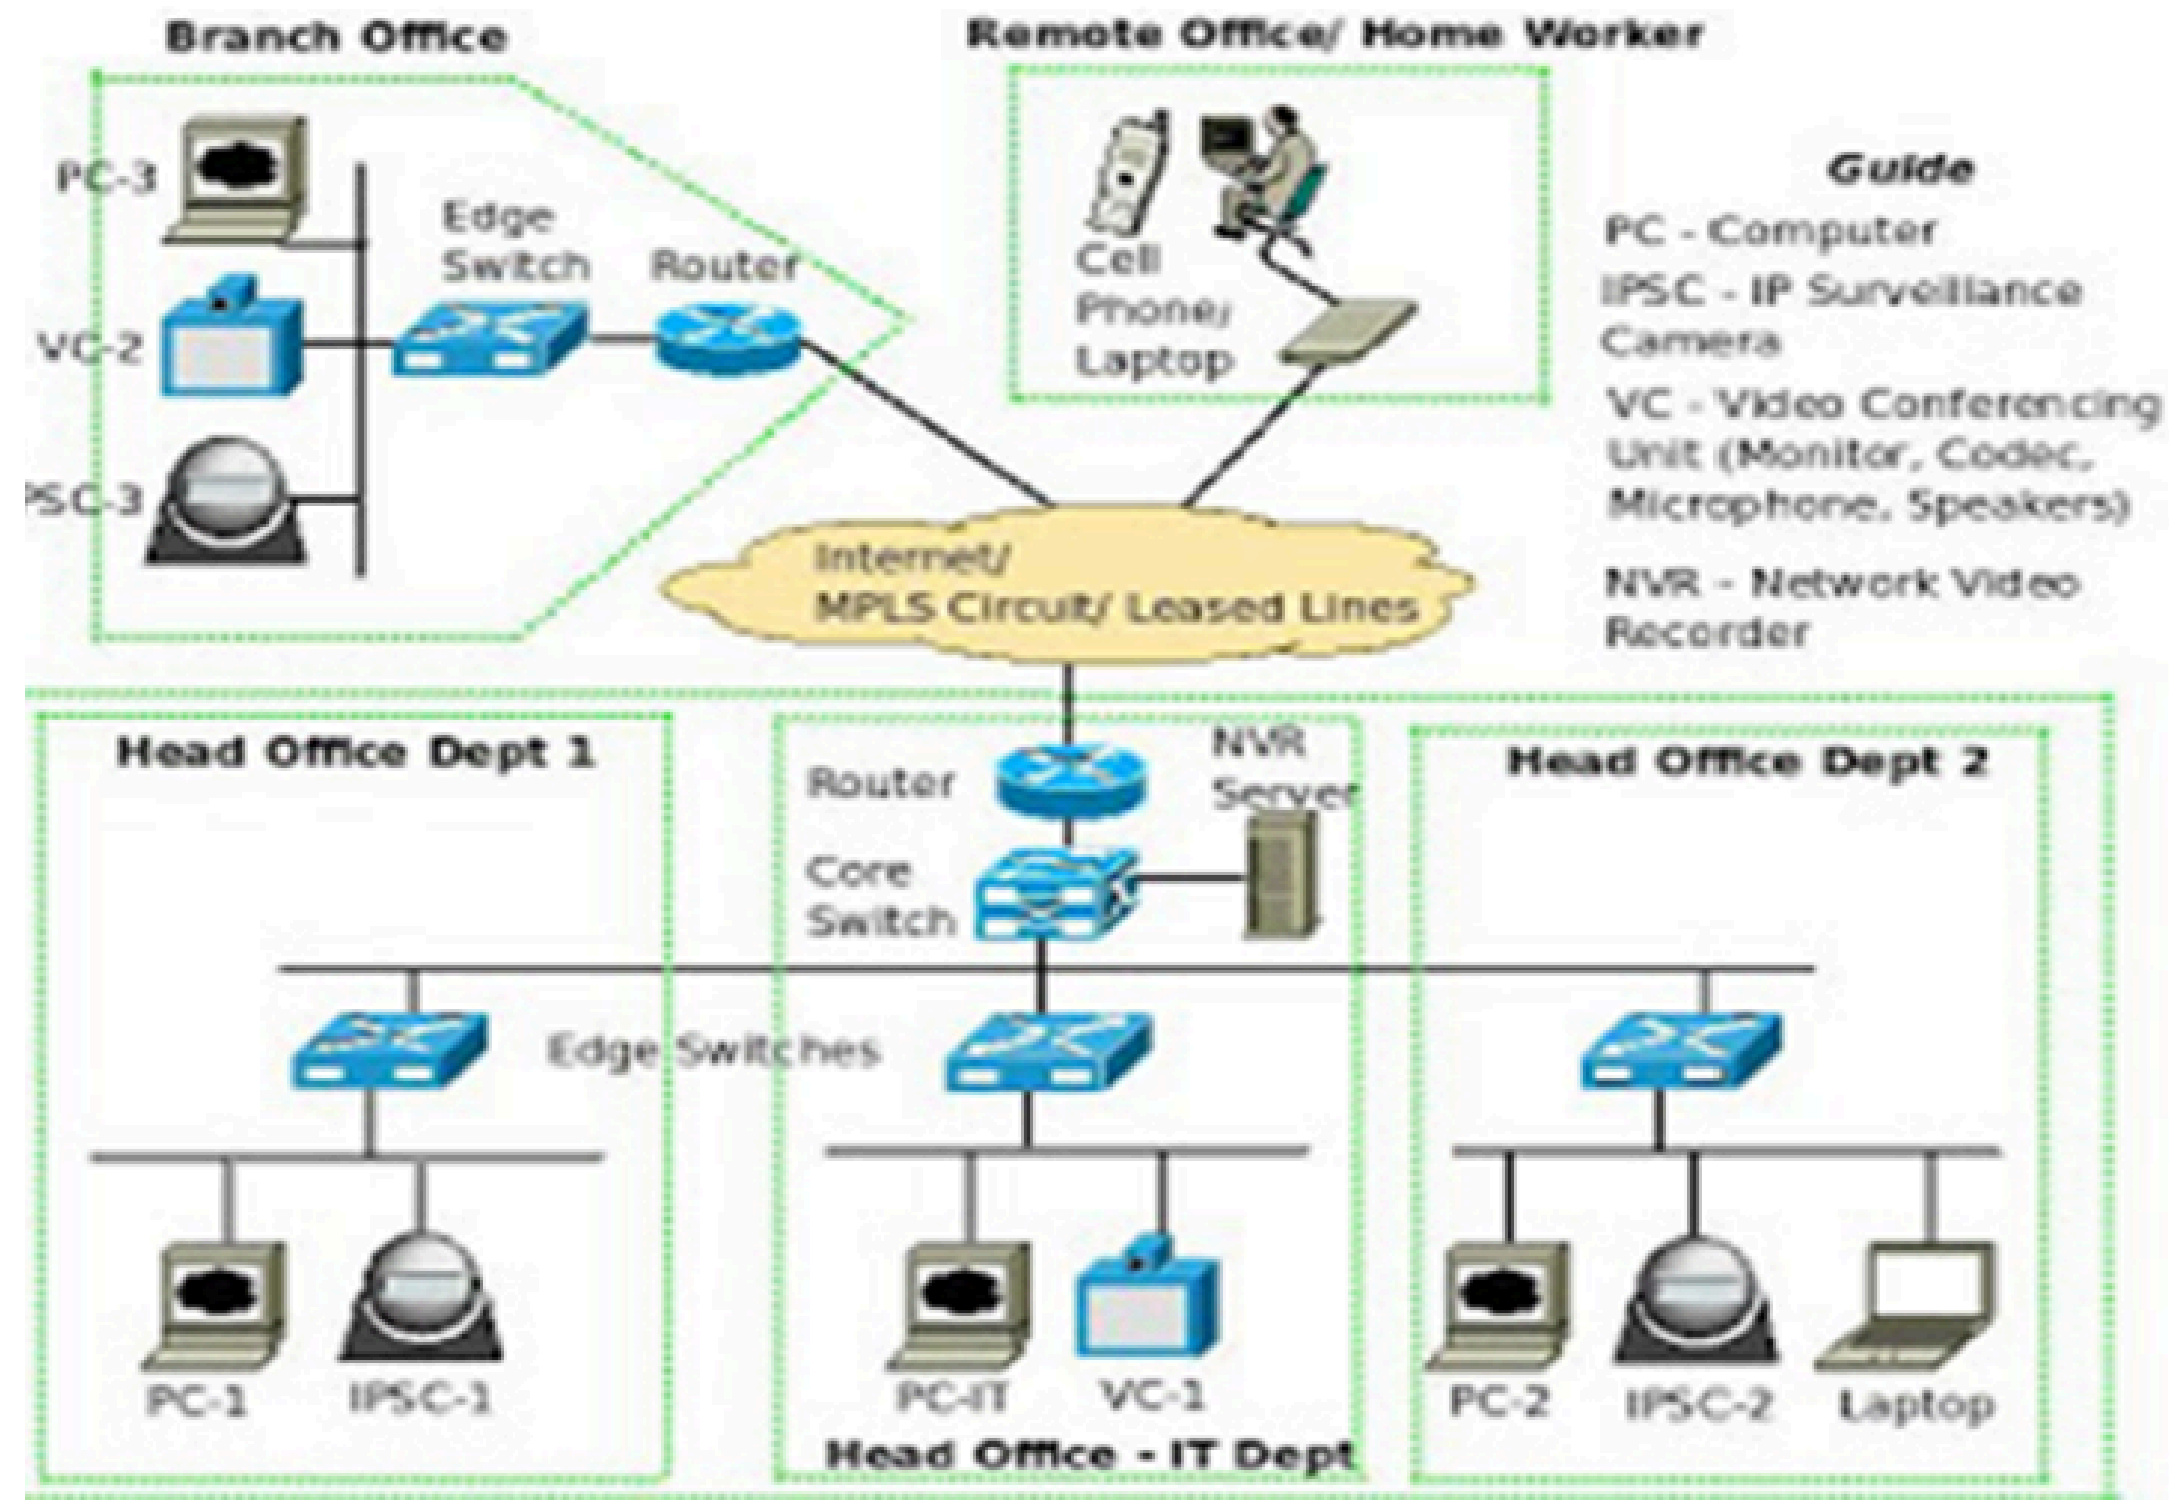 Branch Office
Remote Office/ Home Worker
PC-3
Edge
Switch
Router
VC-2
PSC-3
Cell
Phone/
Laptop
Guide
PC - Computer
IPSC - IP Surveillance
Camera
VC - Video Conferencing
Unit (Monitor, Codec,
Microphone, Speakers)
NVR - Network Video
Recorder
Internet/
MPLS Circuit/ Leased Lines
Head Office Dept 1
Router
NVR
Server
Core
Switch
Head Office Dept 2
Edge Switches
PC-1
IPSC-1
PC-IT
VC-1
PC-2
IPSC-2
Laptop
Head Office - IT Dept